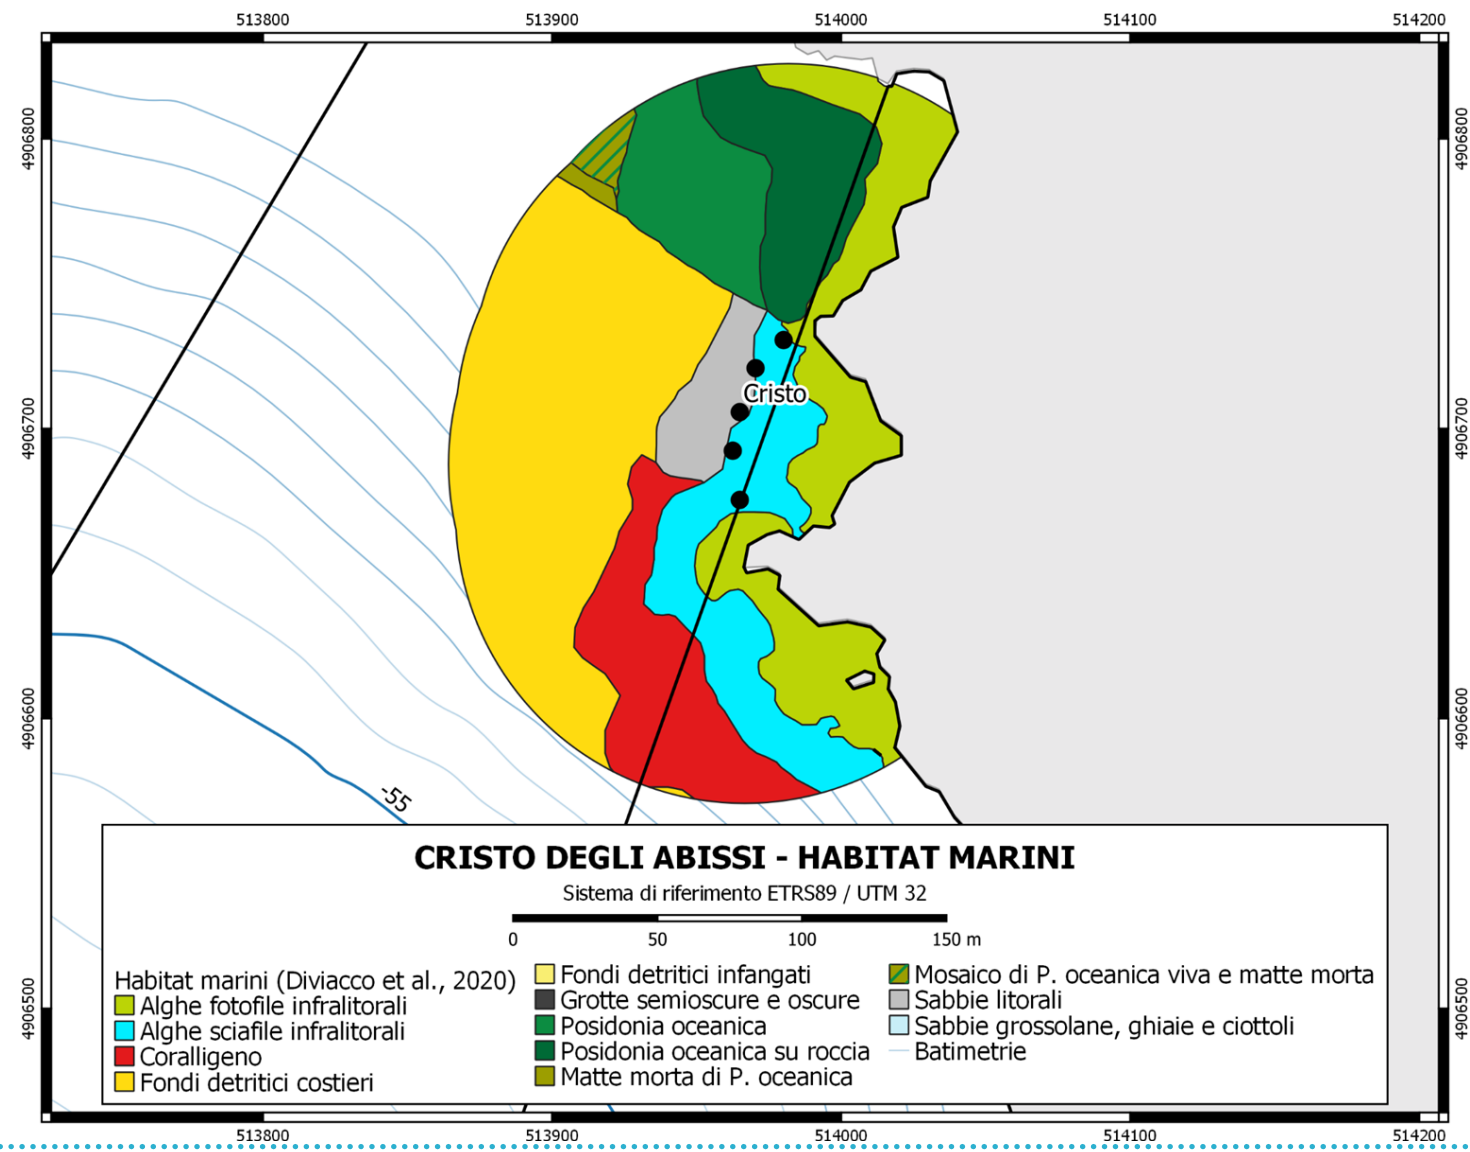 513800 513900 514000 514100 514200
4906800 4906800
Cristo
4906700 4906700
4906600 4906600
-55
CRISTO DEGLI ABISSI - HABITAT MARINI
Sistema di riferimento ETRS89 / UTM 32
0 50 100 150 m
Habitat marini (Diviacco et al., 2020)
Alghe fotofile infralitorali
Alghe sciafile infralitorali
Coralligeno
Fondi detritici costieri
Fondi detritici infangati
Grotte semioscure e oscure
Posidonia oceanica
Posidonia oceanica su roccia
Matte morta di P. oceanica
Mosaico di P. oceanica viva e matte morta
Sabbie litorali
Sabbie grossolane, ghiaie e ciottoli
Batimetrie
4906500 4906500
513800 513900 514000 514100 514200